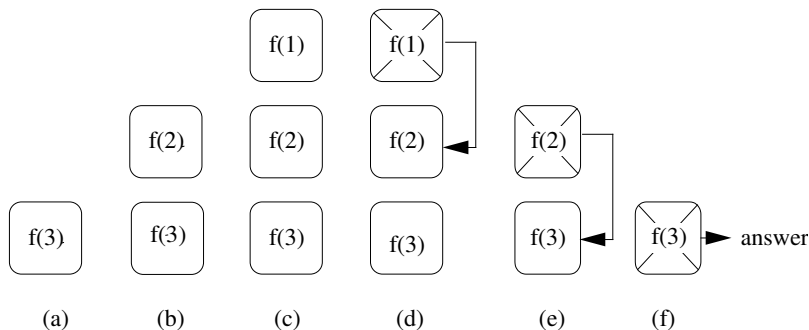 f(1) f(1)
f(2) f(2) f(2) f(2)
f(3) f(3) f(3) f(3) f(3) f(3) answer
(a) (b) (c) (d) (e) (f)